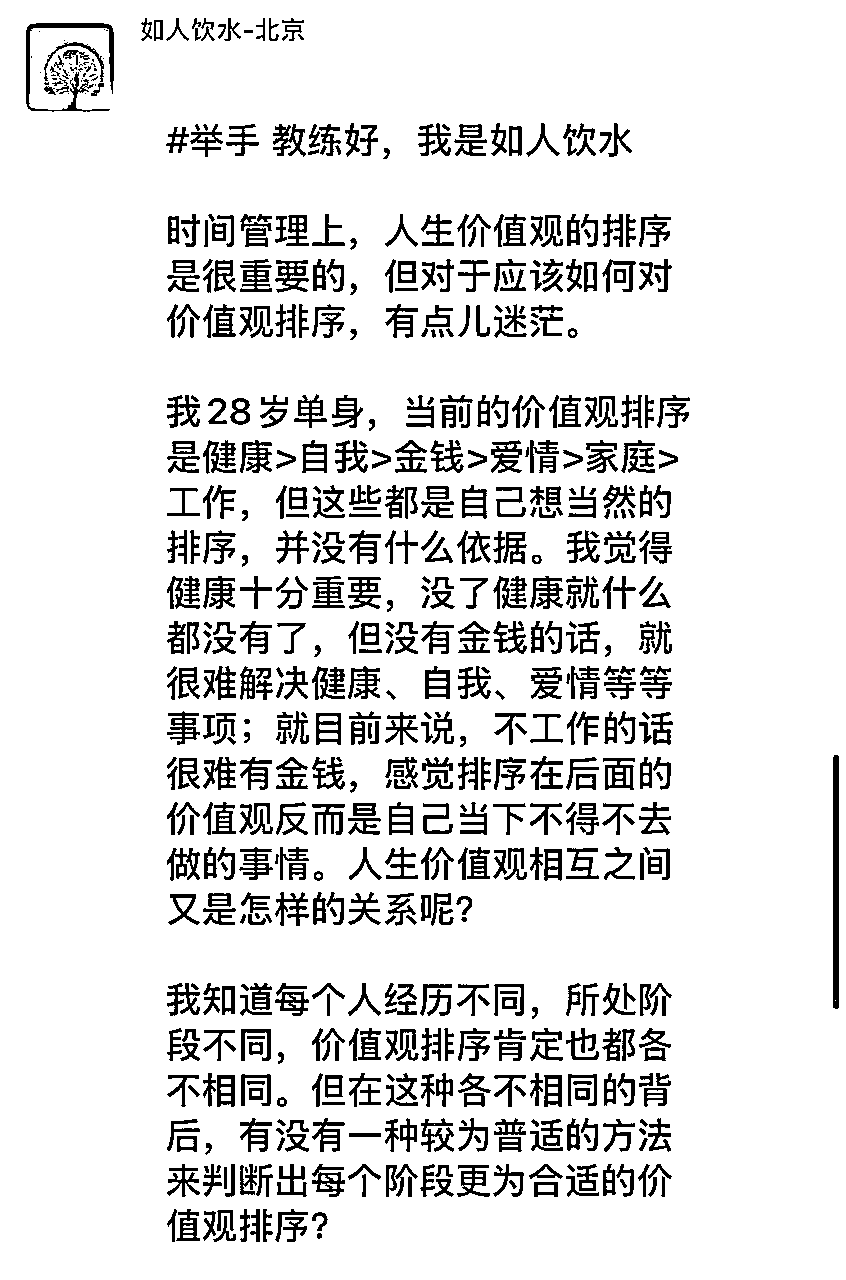 如人饮水-北京
#举手 教练好，我是如人饮水
时间管理上，人生价值观的排序
是很重要的，但对于应该如何对
价值观排序，有点儿迷茫。
我28岁单身，当前的价值观排序
是健康>自我>金钱>爱情>家庭>
工作，但这些都是自己想当然的
排序，并没有什么依据。我觉得
健康十分重要，没了健康就什么
都没有了，但没有金钱的话，就
很难解决健康、自我、爱情等等
事项；就目前来说，不工作的话
很难有金钱，感觉排序在后面的
价值观反而是自己当下不得不去
做的事情。人生价值观相互之间
又是怎样的关系呢？
我知道每个人经历不同，所处阶
段不同，价值观排序肯定也都各
不相同。但在这种各不相同的背
后，有没有一种较为普适的方法
来判断出每个阶段更为合适的价
值观排序？